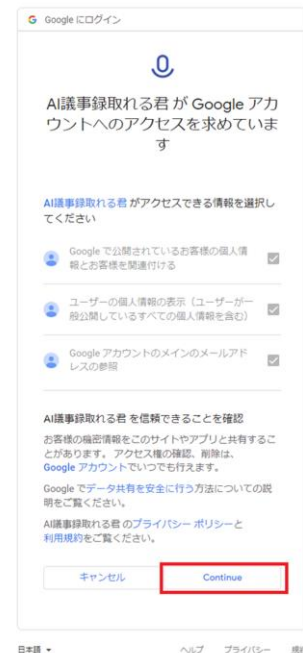 Google にログイン
AI議事録取れる君 が Google アカ
ウントへのアクセスを求めていま
す
AI議事録取れる君 がアクセスできる情報を選択し
てください
Google で公開されているお客様の個人情
報とお客様を関連付ける
ユーザーの個人情報の表示（ユーザーが一
般公開しているすべての個人情報を含む）
Google アカウントのメインのメールアド
レスの参照
AI議事録取れる君 を信頼できることを確認
お客様の機密情報をこのサイトやアプリと共有するこ
とがあります。 アクセス権の確認、削除は、
Google アカウントでいつでも行えます。
Google でデータ共有を安全に行う方法についての説
明をご覧ください。
AI議事録取れる君 のプライバシー ポリシーと
利用規約をご覧ください。
キャンセル
Continue
日本語
ヘルプ プライバシー